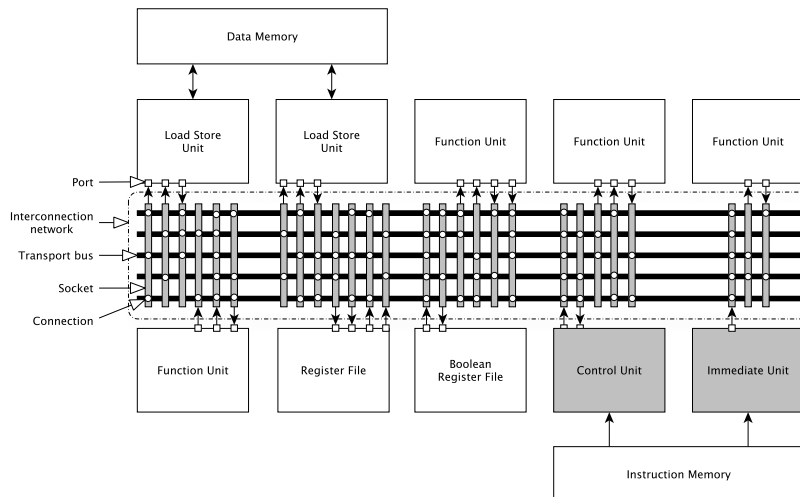 Data Memory
Load Store
Unit
Load Store
Unit
Function Unit
Function Unit
Function Unit
Port
Interconnection
network
Transport bus
Socket
Connection
Function Unit
Register File
Boolean
Register File
Control Unit
Immediate Unit
Instruction Memory